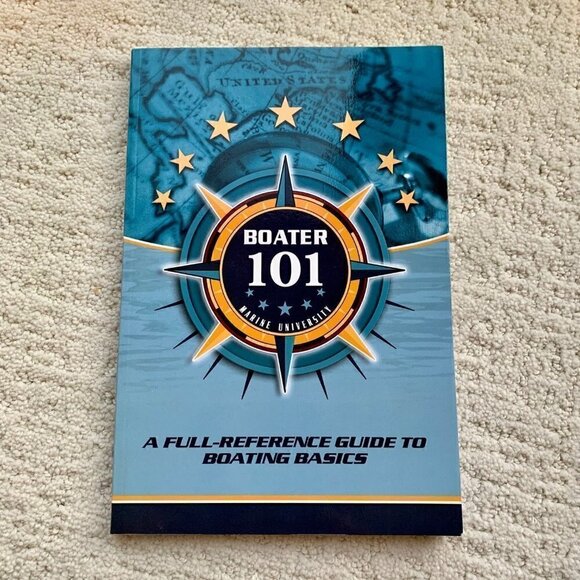 UNITED STATES
BOATER
101
MARINE UNIVERSITY
A FULL-REFERENCE GUIDE TO
BOATING BASICS